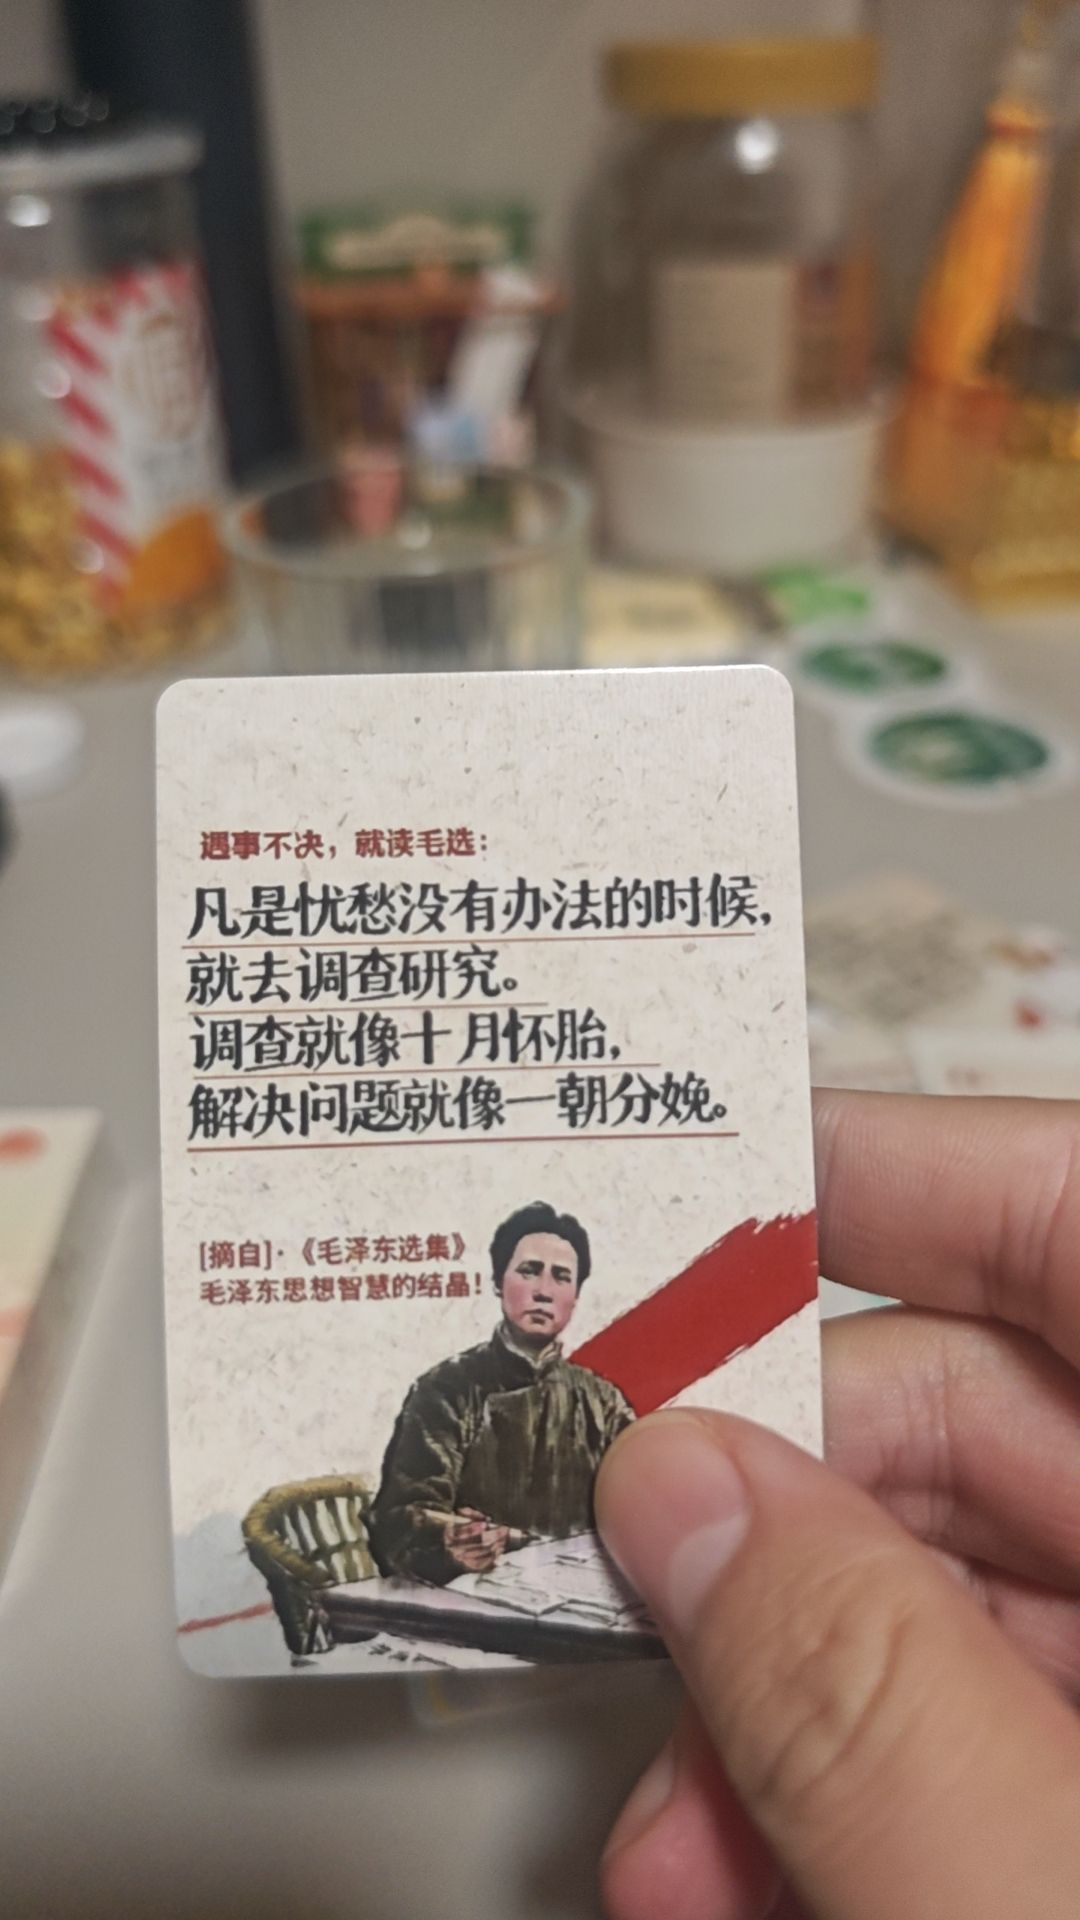 遇事不决，就读毛选：
凡是忧愁没有办法的时候，
就去调查研究。
调查就像十月怀胎，
解决问题就像一朝分娩。
[摘自]·《毛泽东选集》
毛泽东思想智慧的结晶！